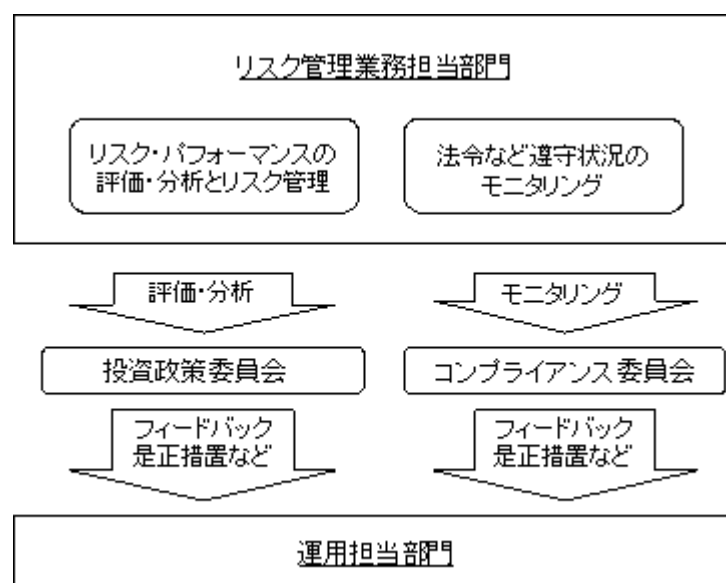 リスク管理業務担当部門
リスク・パフォーマンスの
評価・分析とリスク管理
法令など遵守状況の
モニタリング
評価・分析
モニタリング
投資政策委員会
コンプライアンス委員会
フィードバック
是正措置など
フィードバック
是正措置など
運用担当部門